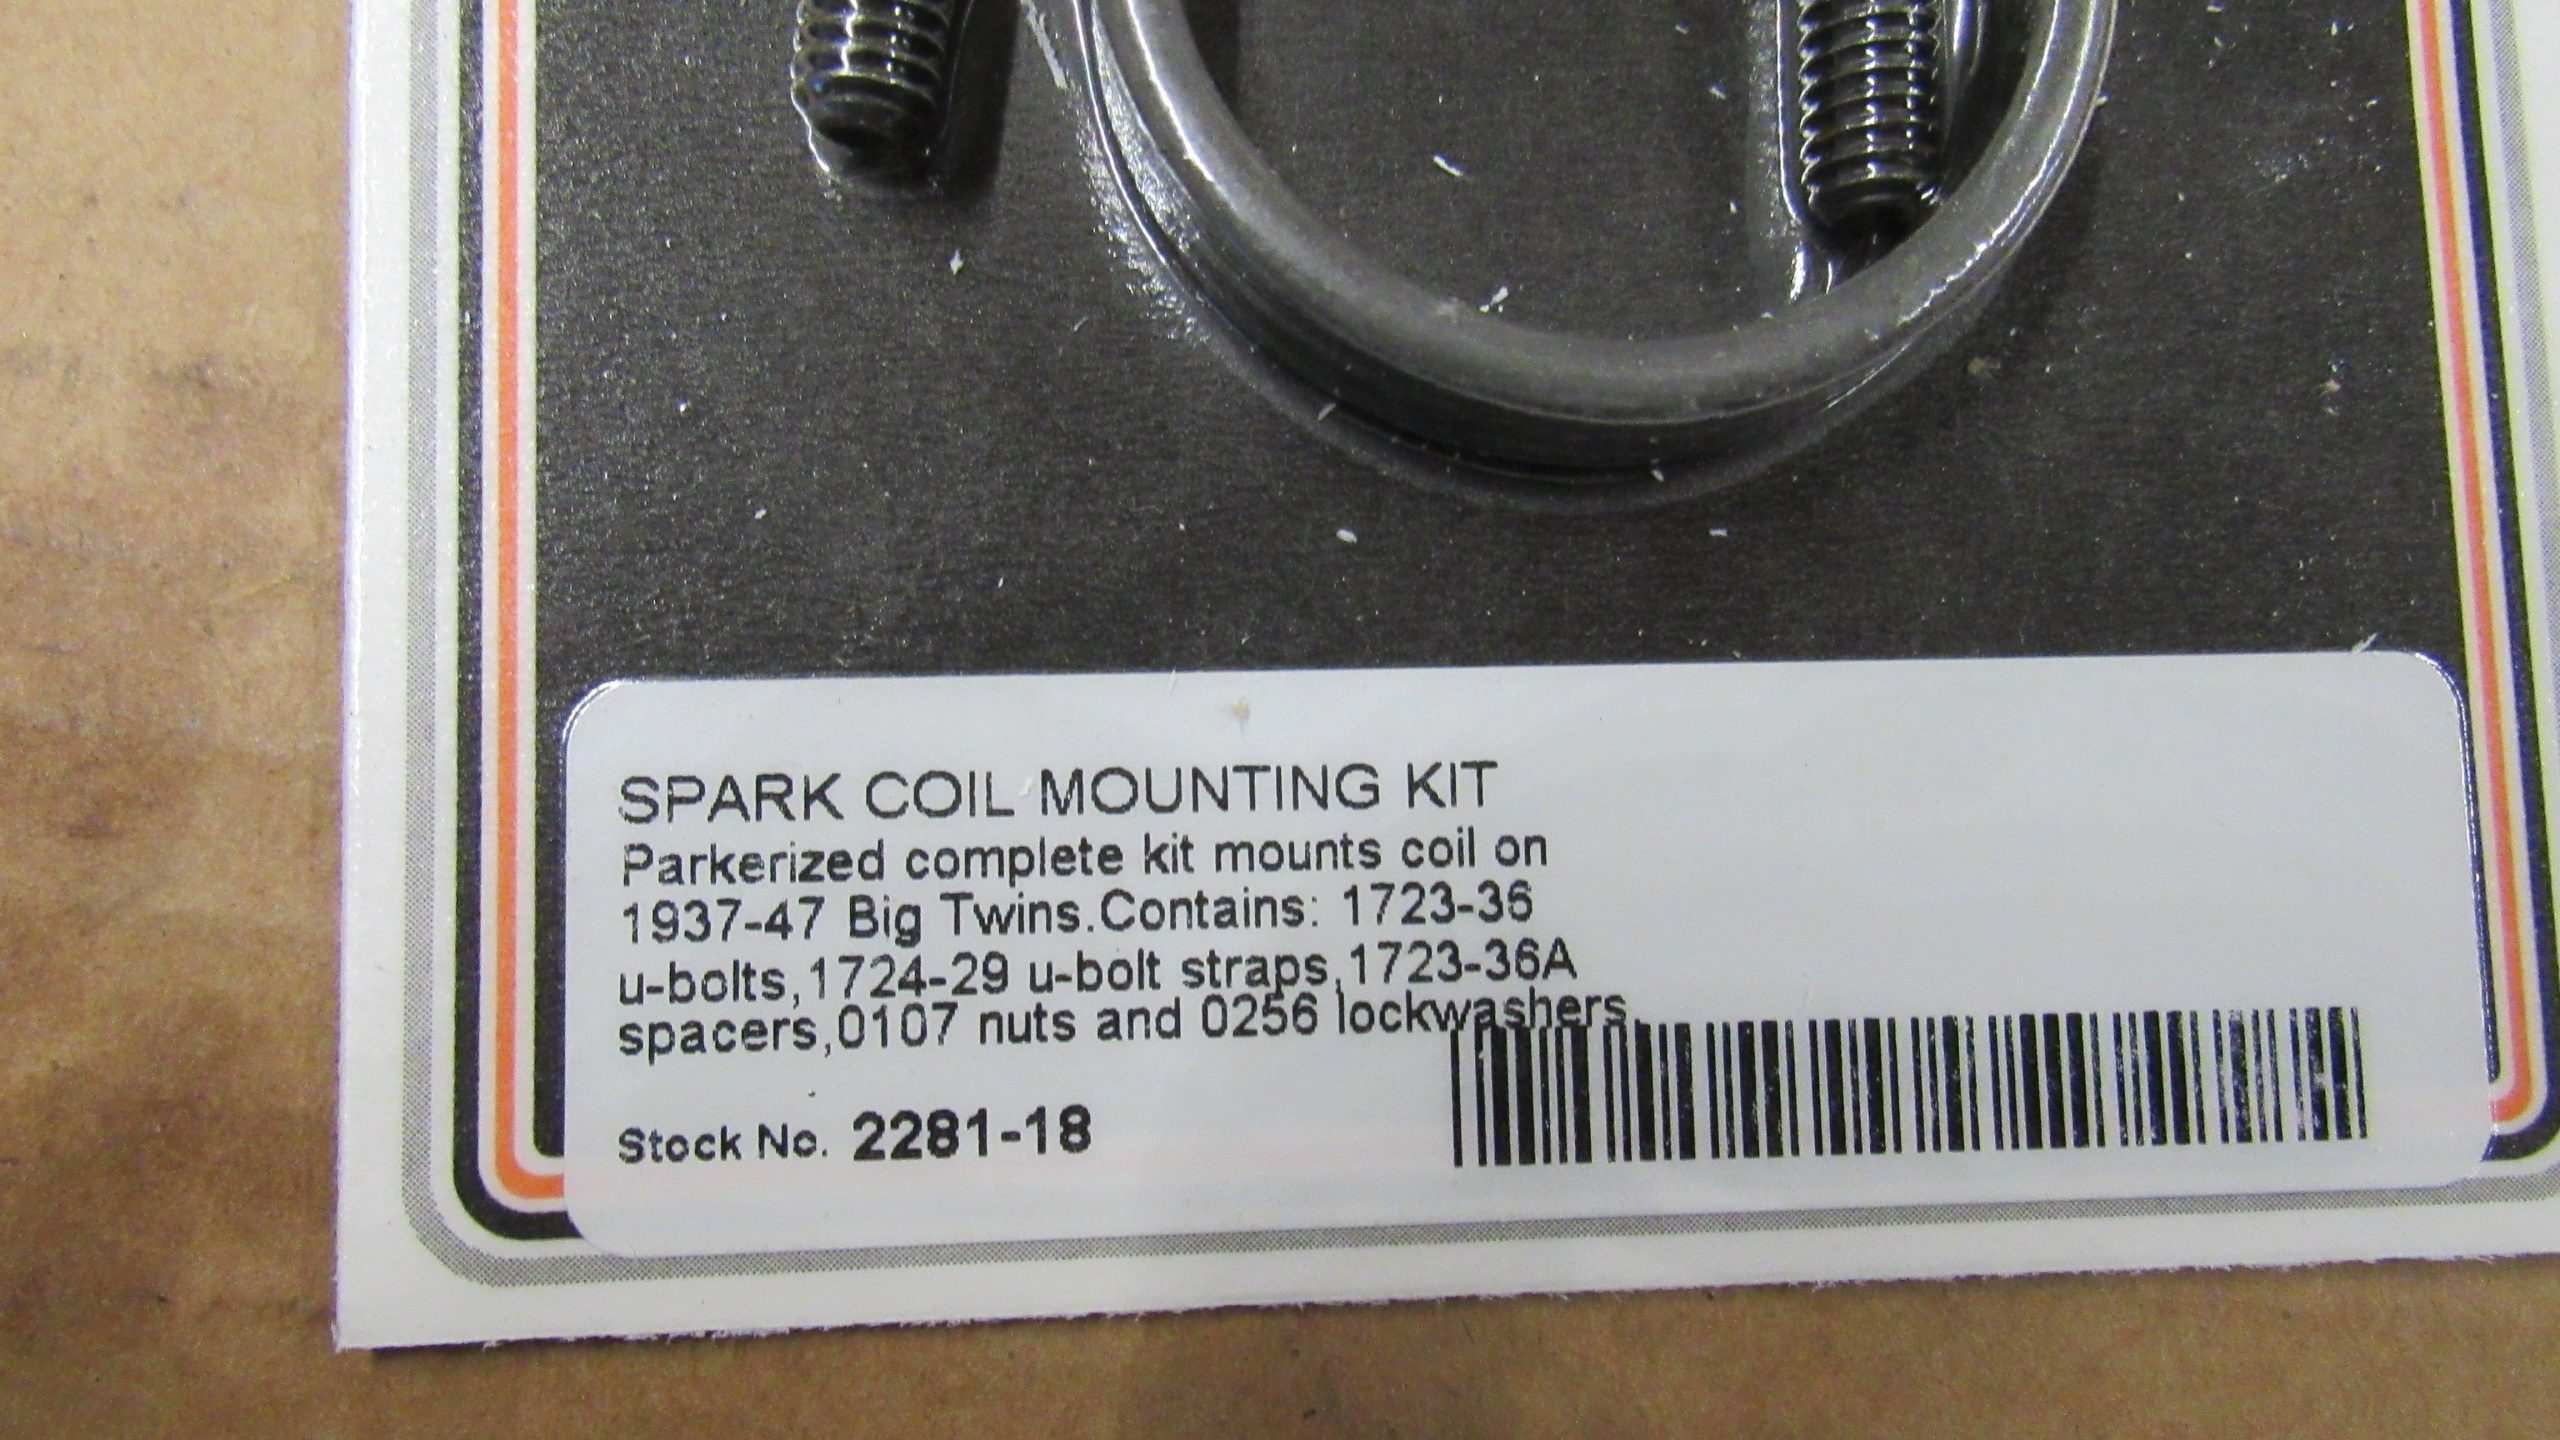 SPARK COIL MOUNTING KIT
Parkerized complete kit mounts coil on
1937-47 Big Twins.Contains: 1723-36
u-bolts,1724-29 u-bolt straps,1723-36A
spacers,0107 nuts and 0256 lockwashers.
Stock No. 2281-18